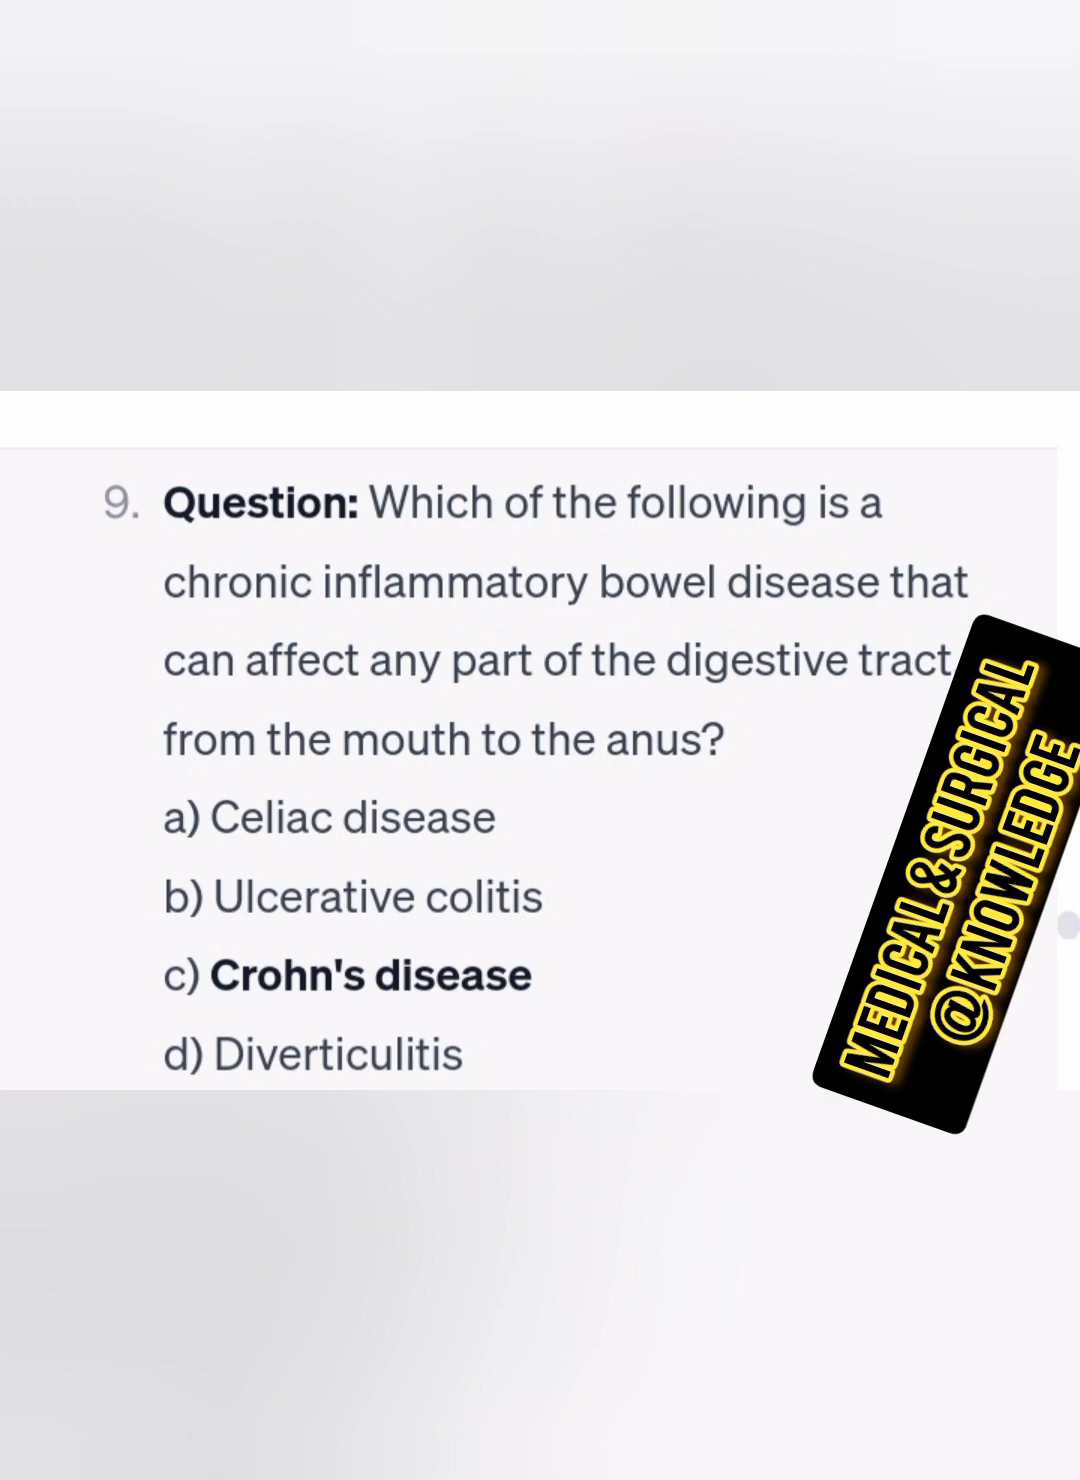 9. Question: Which of the following is a
chronic inflammatory bowel disease that
can affect any part of the digestive tract
from the mouth to the anus?
a) Celiac disease
b) Ulcerative colitis
c) Crohn's disease
d) Diverticulitis
MEDICAL & SURGICAL
@KNOWLEDGE